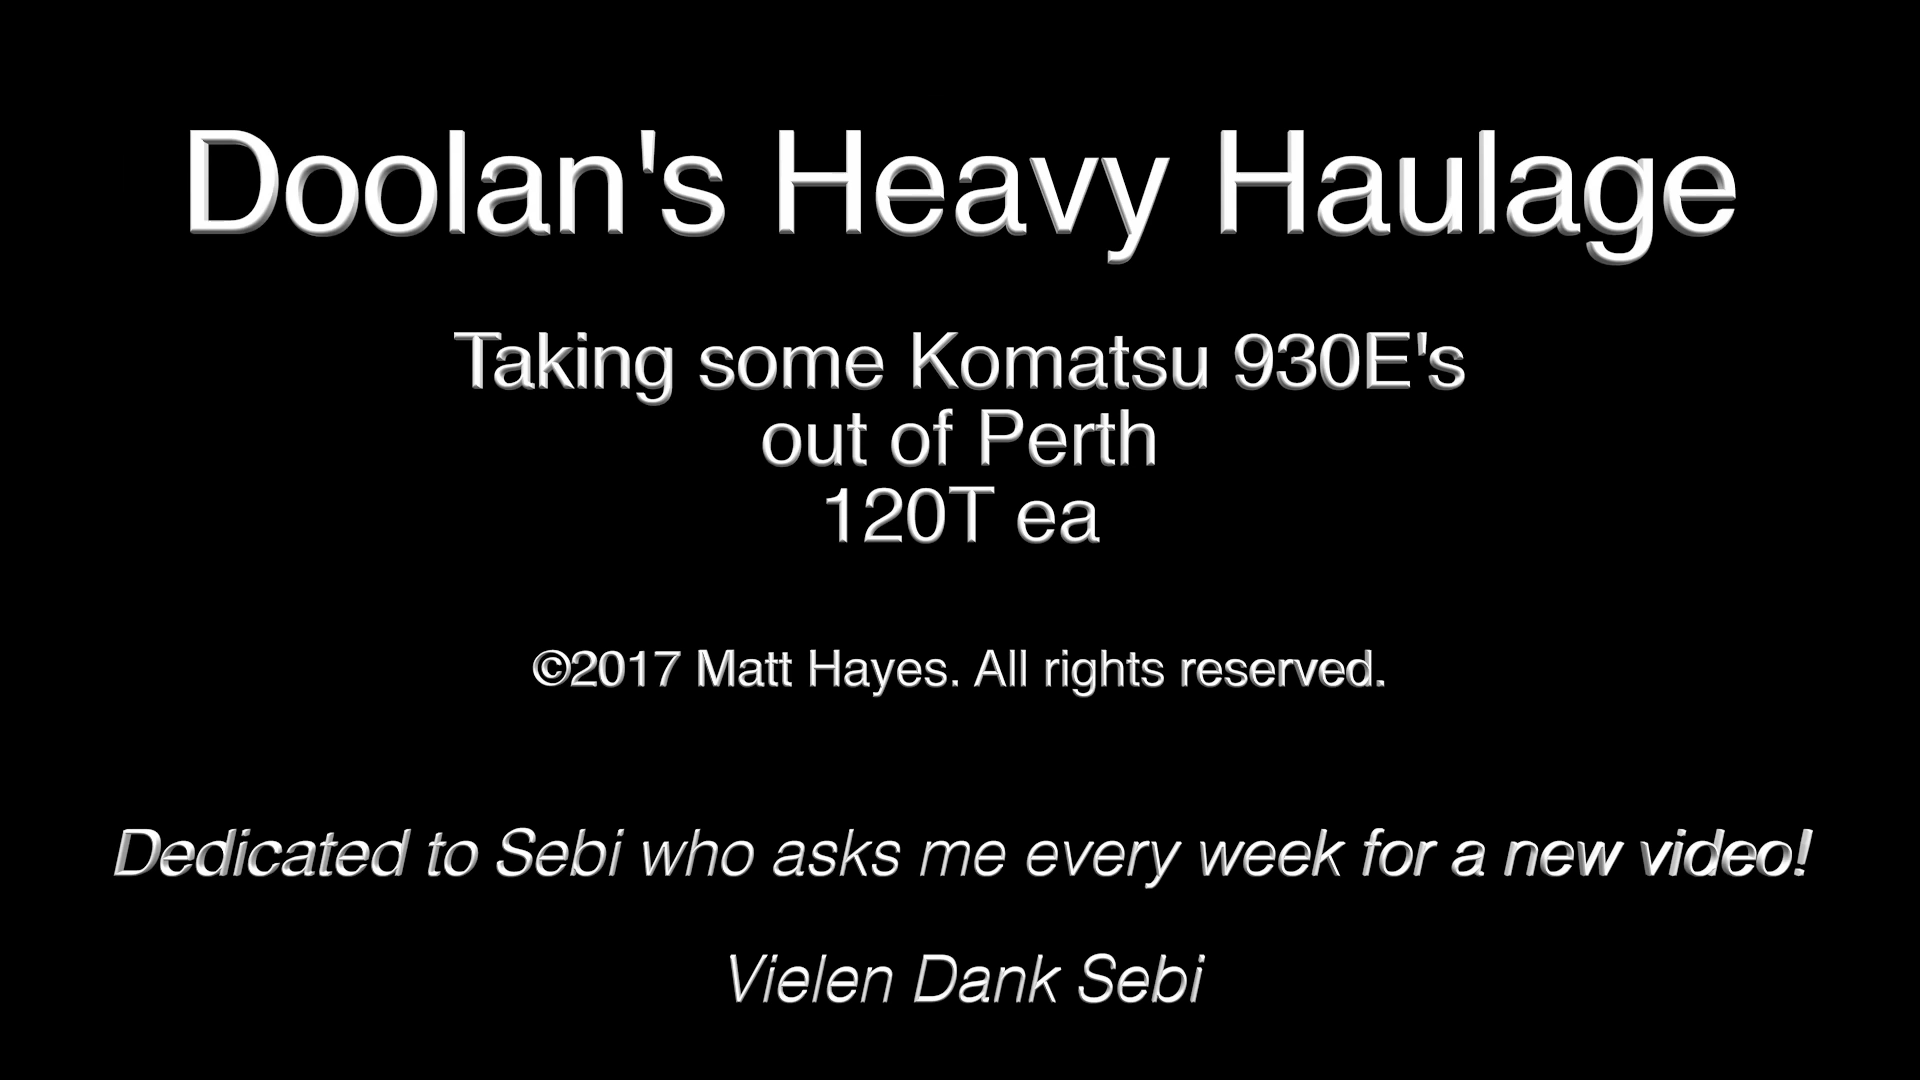 Doolan's Heavy Haulage
Taking some Komatsu 930E's
out of Perth
120T ea
©2017 Matt Hayes. All rights reserved.
Dedicated to Sebi who asks me every week for a new video!
Vielen Dank Sebi